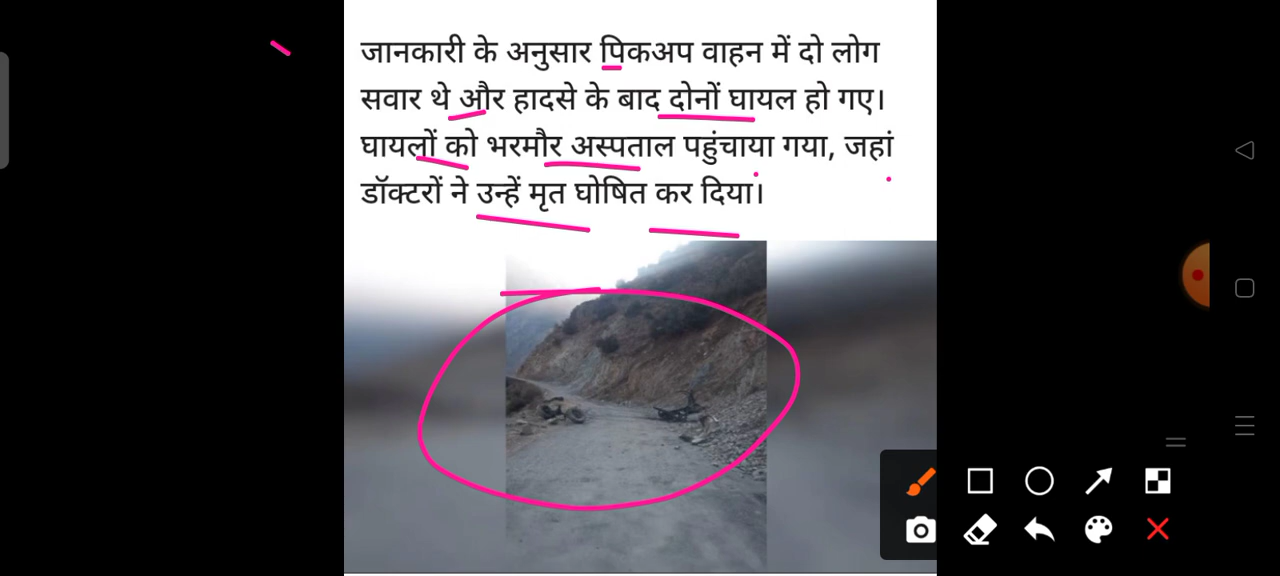 जानकारी के अनुसार पिकअप वाहन में दो लोग
सवार थे और हादसे के बाद दोनों घायल हो गए।
घायलों को भरमौर अस्पताल पहुंचाया गया, जहां
डॉक्टरों ने उन्हें मृत घोषित कर दिया।